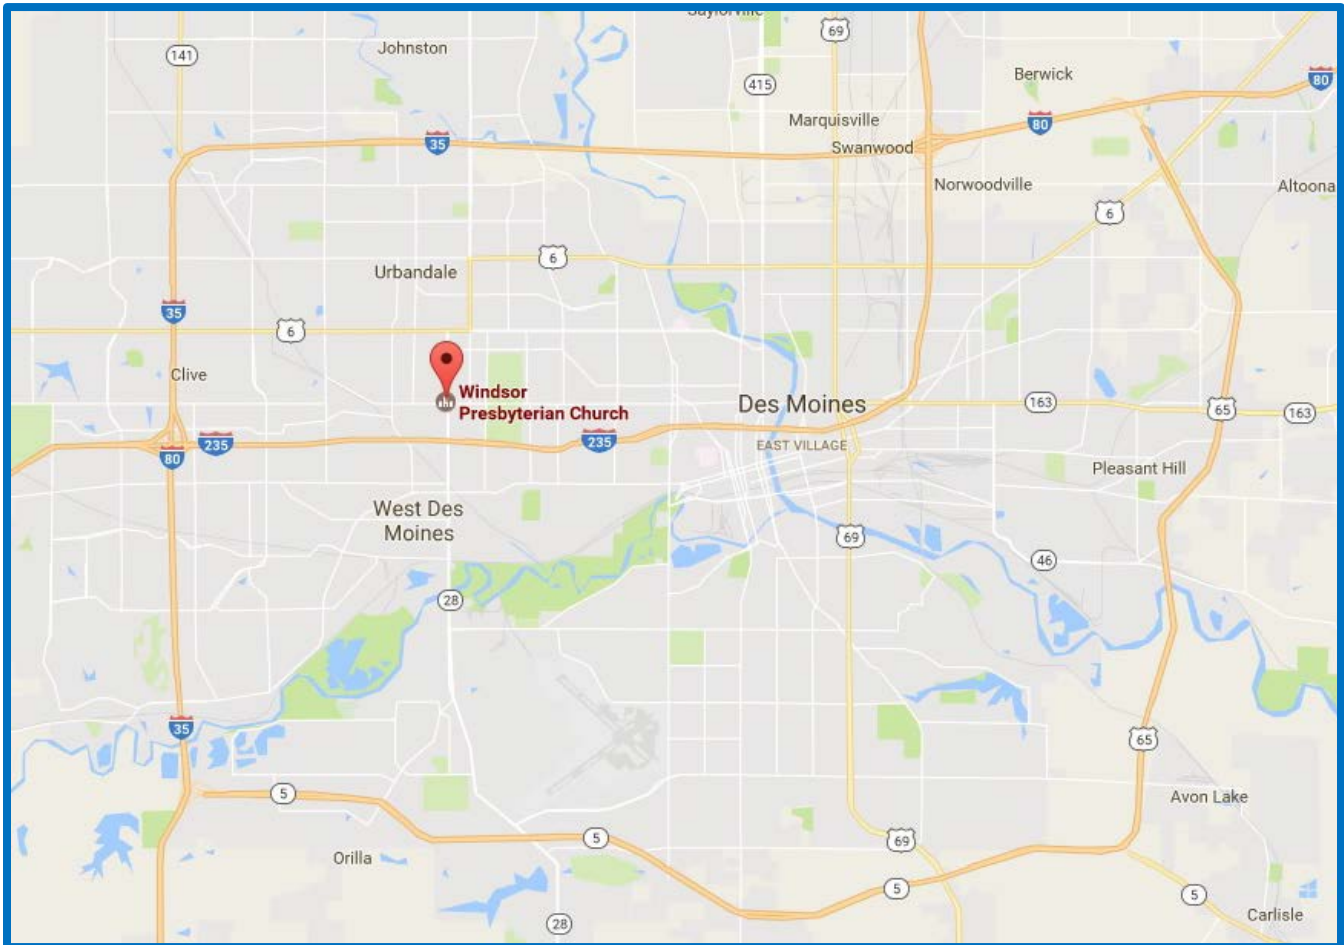 Saylorville
69
141
Johnston
Berwick
80
415
Marquisville
80
35
Swanwood
Norwoodville
Altoona
6
6
Urbandale
35
6
Clive
Windsor
Presbyterian Church
Des Moines
163
65
163
235
235
EAST VILLAGE
80
Pleasant Hill
West Des
Moines
69
46
28
35
65
5
Avon Lake
5
69
Orilla
5
5
28
Carlisle